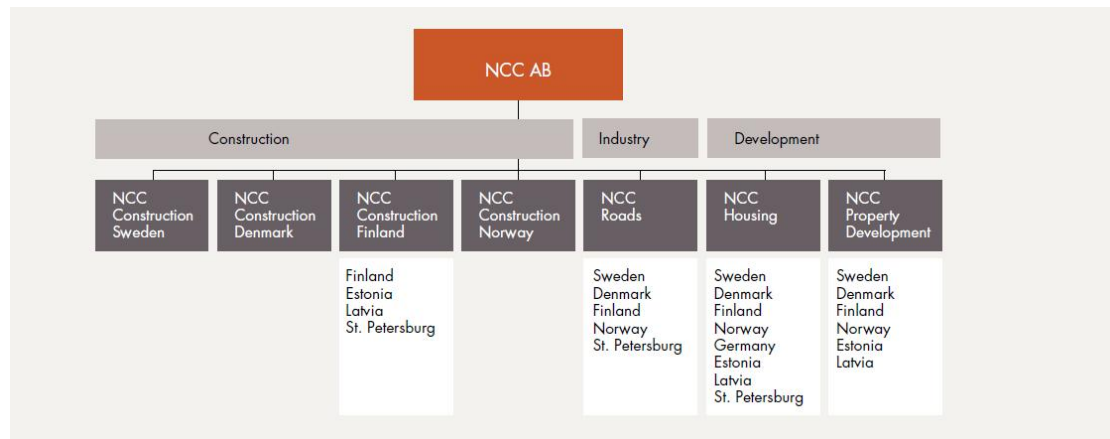 NCC AB
Construction
Industry
Development
NCC
Construction
Sweden
NCC
Construction
Denmark
NCC
Construction
Finland
NCC
Construction
Norway
NCC
Roads
NCC
Housing
NCC
Property
Development
Finland
Estonia
Latvia
St. Petersburg
Sweden
Denmark
Finland
Norway
St. Petersburg
Sweden
Denmark
Finland
Norway
Germany
Estonia
Latvia
St. Petersburg
Sweden
Denmark
Finland
Norway
Estonia
Latvia